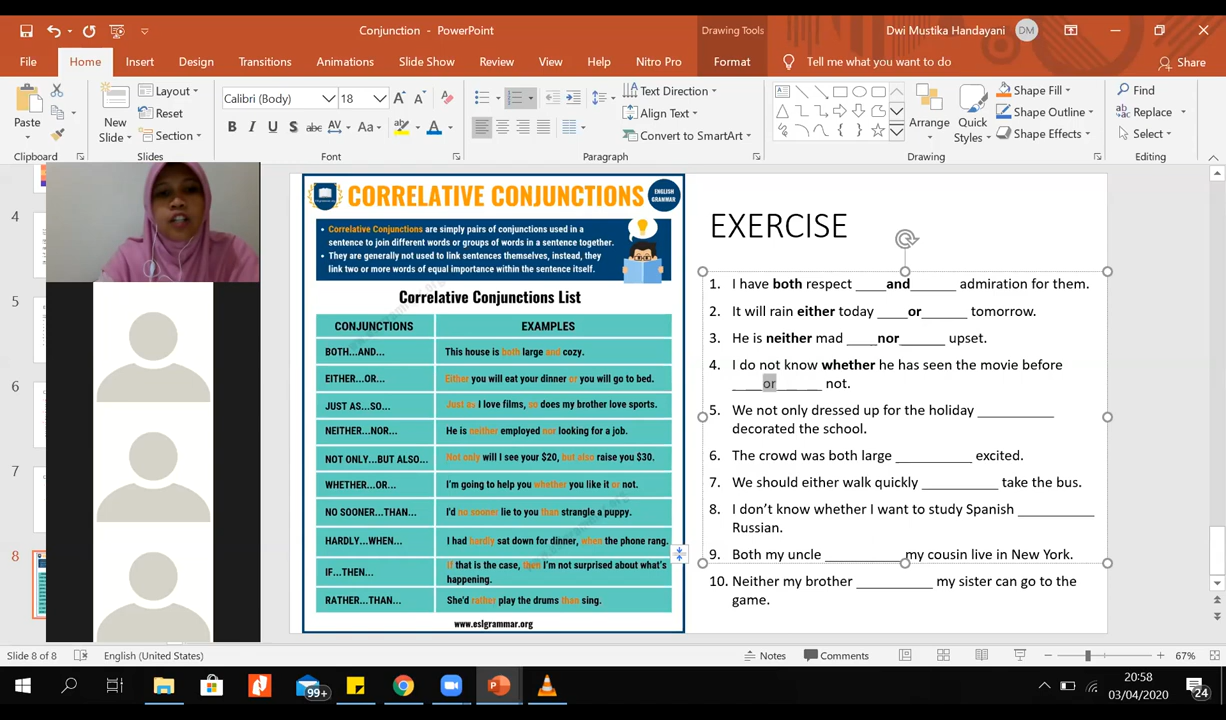 Conjunction - PowerPoint
Drawing Tools
Dwi Mustika Handayani
DM
File
Home
Insert
Design
Transitions
Animations
Slide Show
Review
View
Help
Nitro Pro
Format
Tell me what you want to do
Share
Paste
Clipboard
New
Slide
Layout
Reset
Section
Slides
Calibri (Body)
18
B I U S abc AV Aa A
Font
Text Direction
Align Text
Convert to SmartArt
Paragraph
Arrange
Quick
Styles
Shape Fill
Shape Outline
Shape Effects
Drawing
Find
Replace
Select
Editing
4
5
6
7
8
CORRELATIVE CONJUNCTIONS
ENGLISH
GRAMMAR
• Correlative Conjunctions are simply pairs of conjunctions used in a
sentence to join different words or groups of words in a sentence together.
• They are generally not used to link sentences themselves, instead, they
link two or more words of equal importance within the sentence itself.
Correlative Conjunctions List
CONJUNCTIONS EXAMPLES
BOTH...AND... This house is both large and cozy.
EITHER...OR... Either you will eat your dinner or you will go to bed.
JUST AS...SO... Just as I love films, so does my brother love sports.
NEITHER...NOR... He is neither employed nor looking for a job.
NOT ONLY...BUT ALSO... Not only will I see your $20, but also raise you $30.
WHETHER...OR... I'm going to help you whether you like it or not.
NO SOONER...THAN... I'd no sooner lie to you than strangle a puppy.
HARDLY...WHEN... I had hardly sat down for dinner, when the phone rang.
IF...THEN... If that is the case, then I'm not surprised about what's
happening.
RATHER...THAN... She'd rather play the drums than sing.
www.eslgrammar.org
EXERCISE
1. I have both respect ____and______ admiration for them.
2. It will rain either today ____or______ tomorrow.
3. He is neither mad ____nor______ upset.
4. I do not know whether he has seen the movie before
____or______ not.
5. We not only dressed up for the holiday __________
decorated the school.
6. The crowd was both large __________ excited.
7. We should either walk quickly __________ take the bus.
8. I don't know whether I want to study Spanish __________
Russian.
9. Both my uncle __________ my cousin live in New York.
10. Neither my brother __________ my sister can go to the
game.
Slide 8 of 8
English (United States)
Notes
Comments
67%
99+
20:58
03/04/2020
24